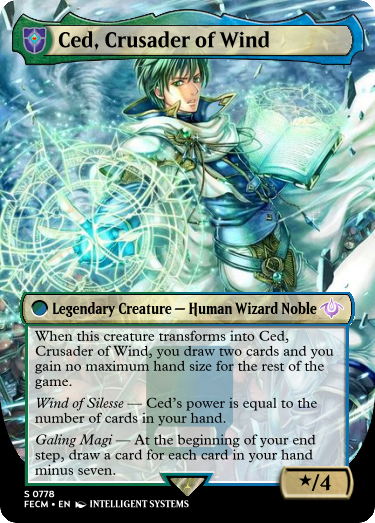 Ced, Crusader of Wind
Legendary Creature — Human Wizard Noble
When this creature transforms into Ced,
Crusader of Wind, you draw two cards and you
gain no maximum hand size for the rest of the
game.
Wind of Silesse — Ced's power is equal to the
number of cards in your hand.
Galing Magi — At the beginning of your end
step, draw a card for each card in your hand
minus seven.
★/4
S 0778
FECM • EN INTELLIGENT SYSTEMS